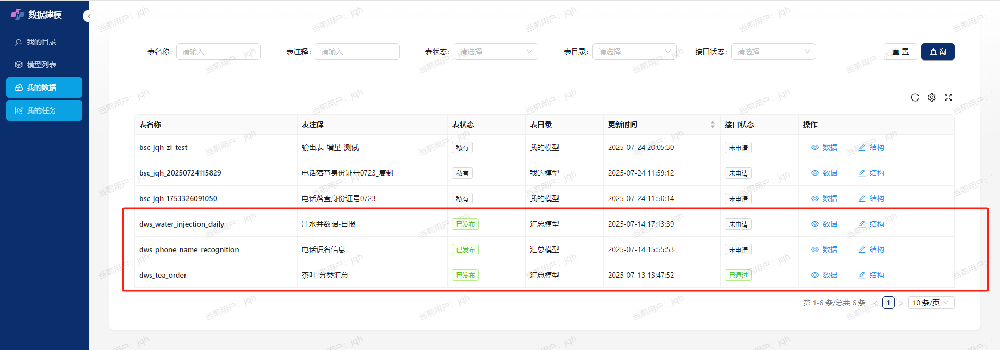 数据建模
我的目录
模型列表
我的数据
我的任务
表名称: 请输入 表注释: 请输入 表状态: 请选择 表目录: 请选择 接口状态: 请选择 重 置 查 询
表名称 表注释 表状态 表目录 更新时间 接口状态 操作
bsc_jqh_zl_test 输出表_增量_测试 私有 我的模型 2025-07-24 20:05:30 未申请 数据 结构
bsc_jqh_20250724115829 电话落查身份证号0723_复制 私有 我的模型 2025-07-24 11:59:12 未申请 数据 结构
bsc_jqh_1753326091050 电话落查身份证号0723 私有 我的模型 2025-07-24 11:50:14 未申请 数据 结构
dws_water_injection_daily 注水井数据-日报 已发布 汇总模型 2025-07-14 17:13:39 未申请 数据 结构
dws_phone_name_recognition 电话识名信息 已发布 汇总模型 2025-07-14 15:55:53 未申请 数据 结构
dws_tea_order 茶叶-分类汇总 已发布 汇总模型 2025-07-13 13:47:52 已通过 数据 结构
第 1-6 条/总共 6 条 < 1 > 10 条/页
当前用户：jqh